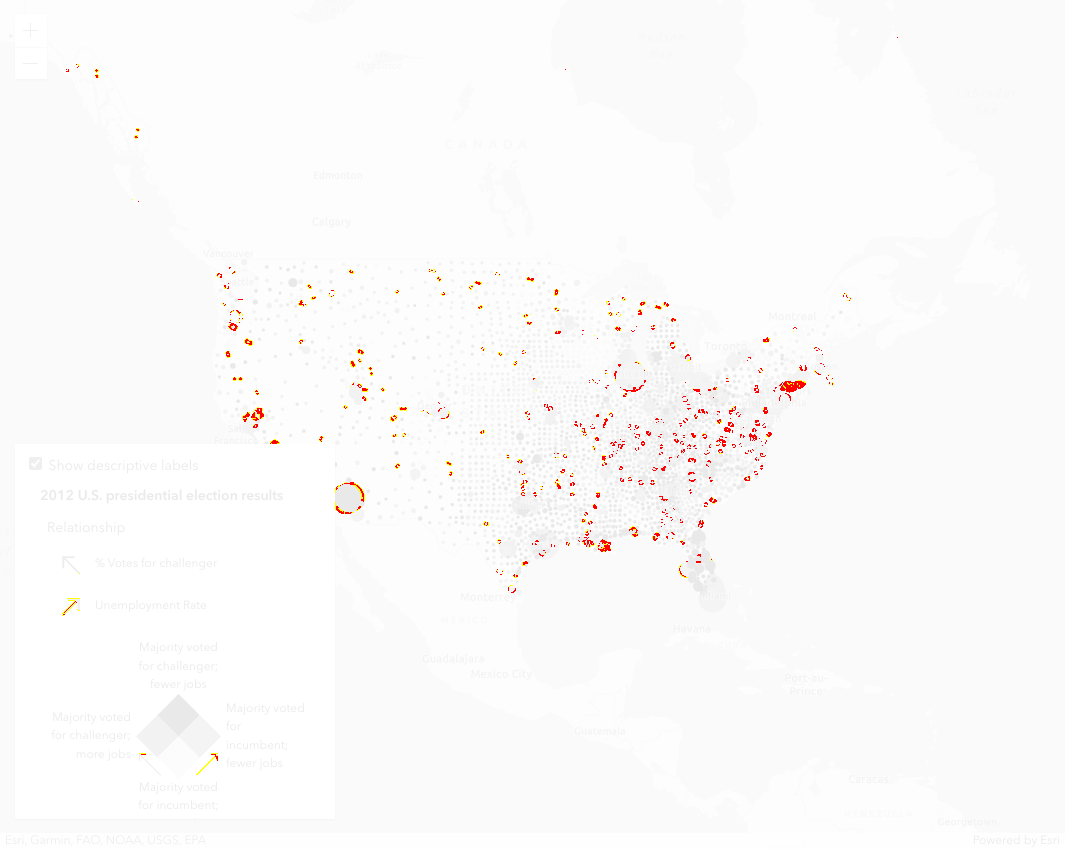 +
−
CANADA
Edmonton
Calgary
Vancouver
Montreal
Toronto
Show descriptive labels
2012 U.S. presidential election results
Relationship
% Votes for challenger
Unemployment Rate
Majority voted
for challenger;
fewer jobs
Majority voted
for challenger;
more jobs
Majority voted
for
incumbent;
fewer jobs
Majority voted
for incumbent;
Monterrey
MEXICO
Havana
Guadalajara
Mexico City
Port-au-
Prince
Guatemala
Caracas
Georgetown
Esri, Garmin, FAO, NOAA, USGS, EPA
Powered by Esri